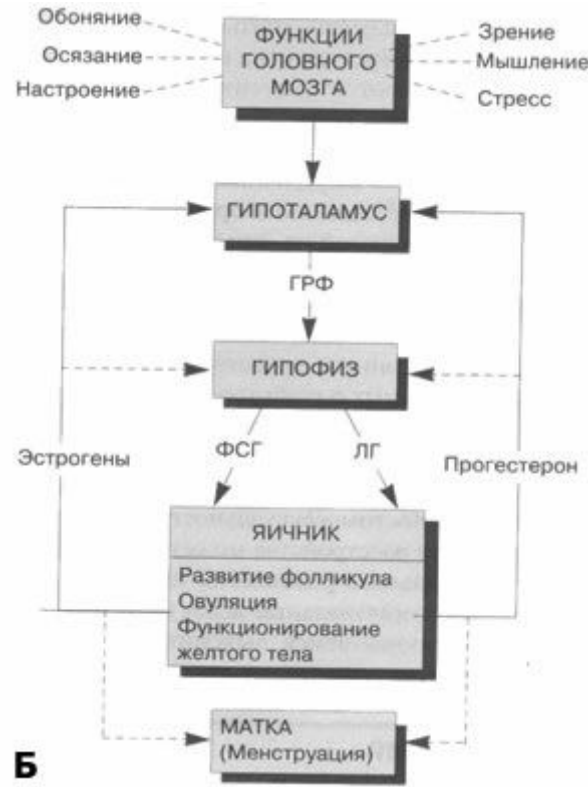 Обоняние
Осязание
Настроение
ФУНКЦИИ
ГОЛОВНОГО
МОЗГА
Зрение
Мышление
Стресс
ГИПОТАЛАМУС
ГРФ
ГИПОФИЗ
ФСГ
ЛГ
Эстрогены
Прогестерон
ЯИЧНИК
Развитие фолликула
Овуляция
Функционирование
желтого тела
МАТКА
(Менструация)
Б